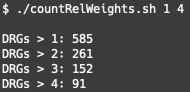 $ ./countRelWeights.sh 1 4
DRGs > 1: 585
DRGs > 2: 261
DRGs > 3: 152
DRGs > 4: 91